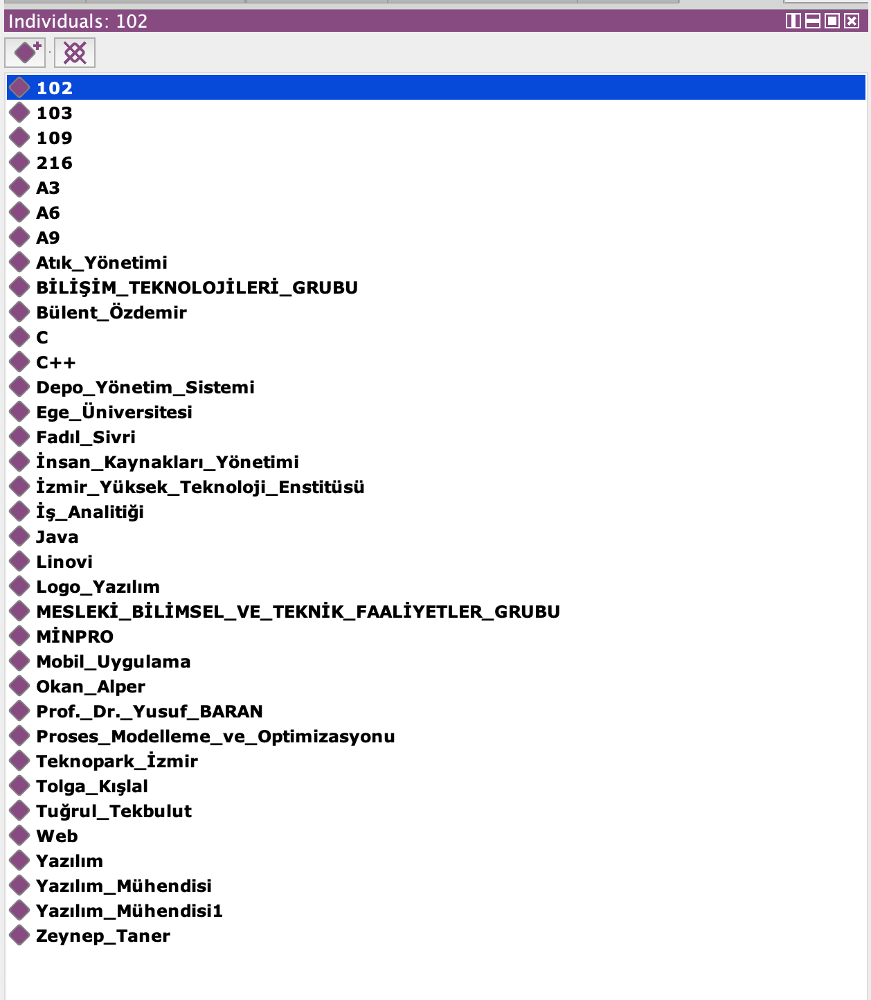 Individuals: 102
102
103
109
216
A3
A6
A9
Atık_Yönetimi
BİLİŞİM_TEKNOLOJİLERİ_GRUBU
Bülent_Özdemir
C
C++
Depo_Yönetim_Sistemi
Ege_Üniversitesi
Fadıl_Sivri
İnsan_Kaynakları_Yönetimi
İzmir_Yüksek_Teknoloji_Enstitüsü
İş_Analitiği
Java
Linovi
Logo_Yazılım
MESLEKİ_BİLİMSEL_VE_TEKNİK_FAALİYETLER_GRUBU
MİNPRO
Mobil_Uygulama
Okan_Alper
Prof._Dr._Yusuf_BARAN
Proses_Modelleme_ve_Optimizasyonu
Teknopark_İzmir
Tolga_Kışlal
Tuğrul_Tekbulut
Web
Yazılım
Yazılım_Mühendisi
Yazılım_Mühendisi1
Zeynep_Taner